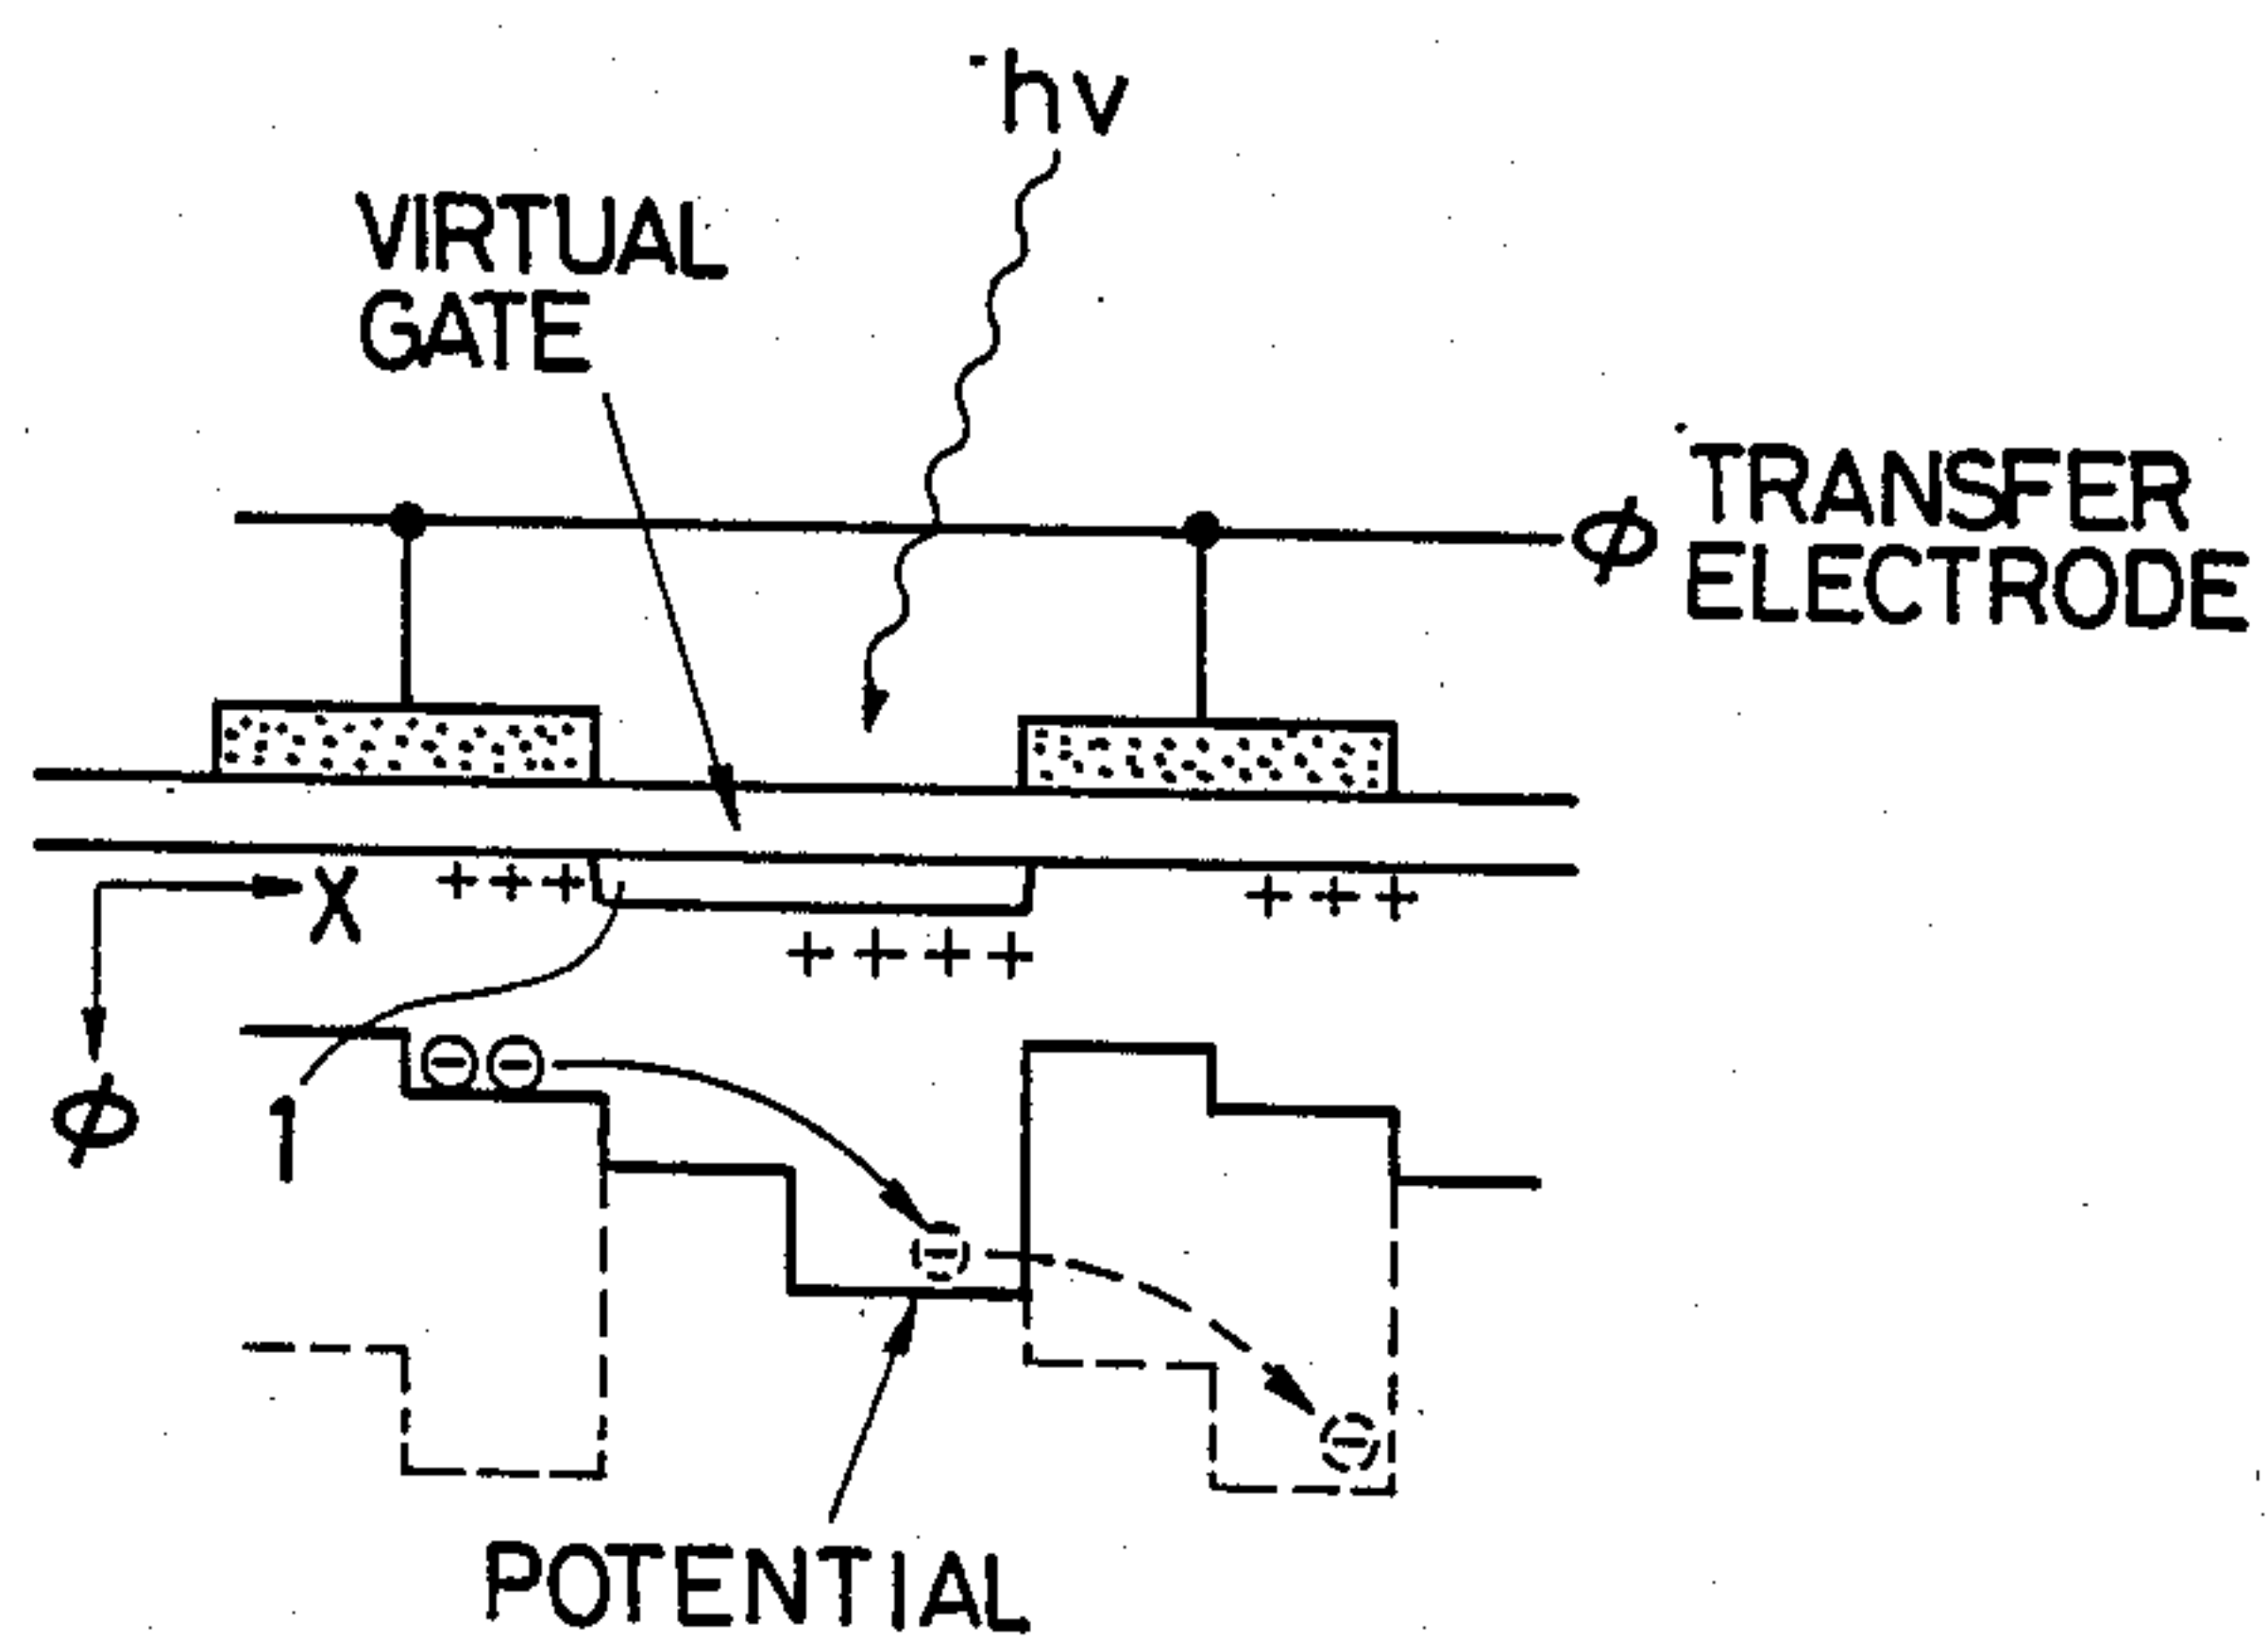 hν
VIRTUAL
GATE
TRANSFER
ϕ
ELECTRODE
X
+ + +
+ + +
+ + + +
ϕ
1
POTENTIAL